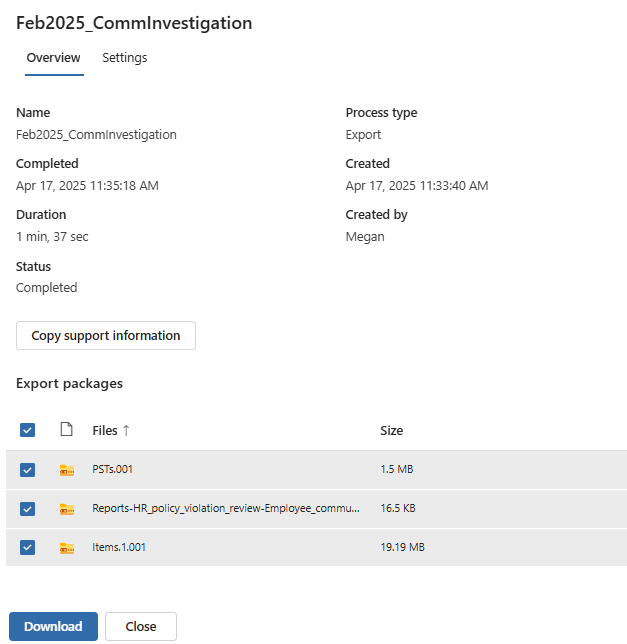 Feb2025_CommInvestigation
Overview Settings
Name Process type
Feb2025_CommInvestigation Export
Completed Created
Apr 17, 2025 11:35:18 AM Apr 17, 2025 11:33:40 AM
Duration Created by
1 min, 37 sec Megan
Status
Completed
Copy support information
Export packages
Files ↑ Size
PSTs.001 1.5 MB
Reports-HR_policy_violation_review-Employee_commu... 16.5 KB
Items.1.001 19.19 MB
Download Close